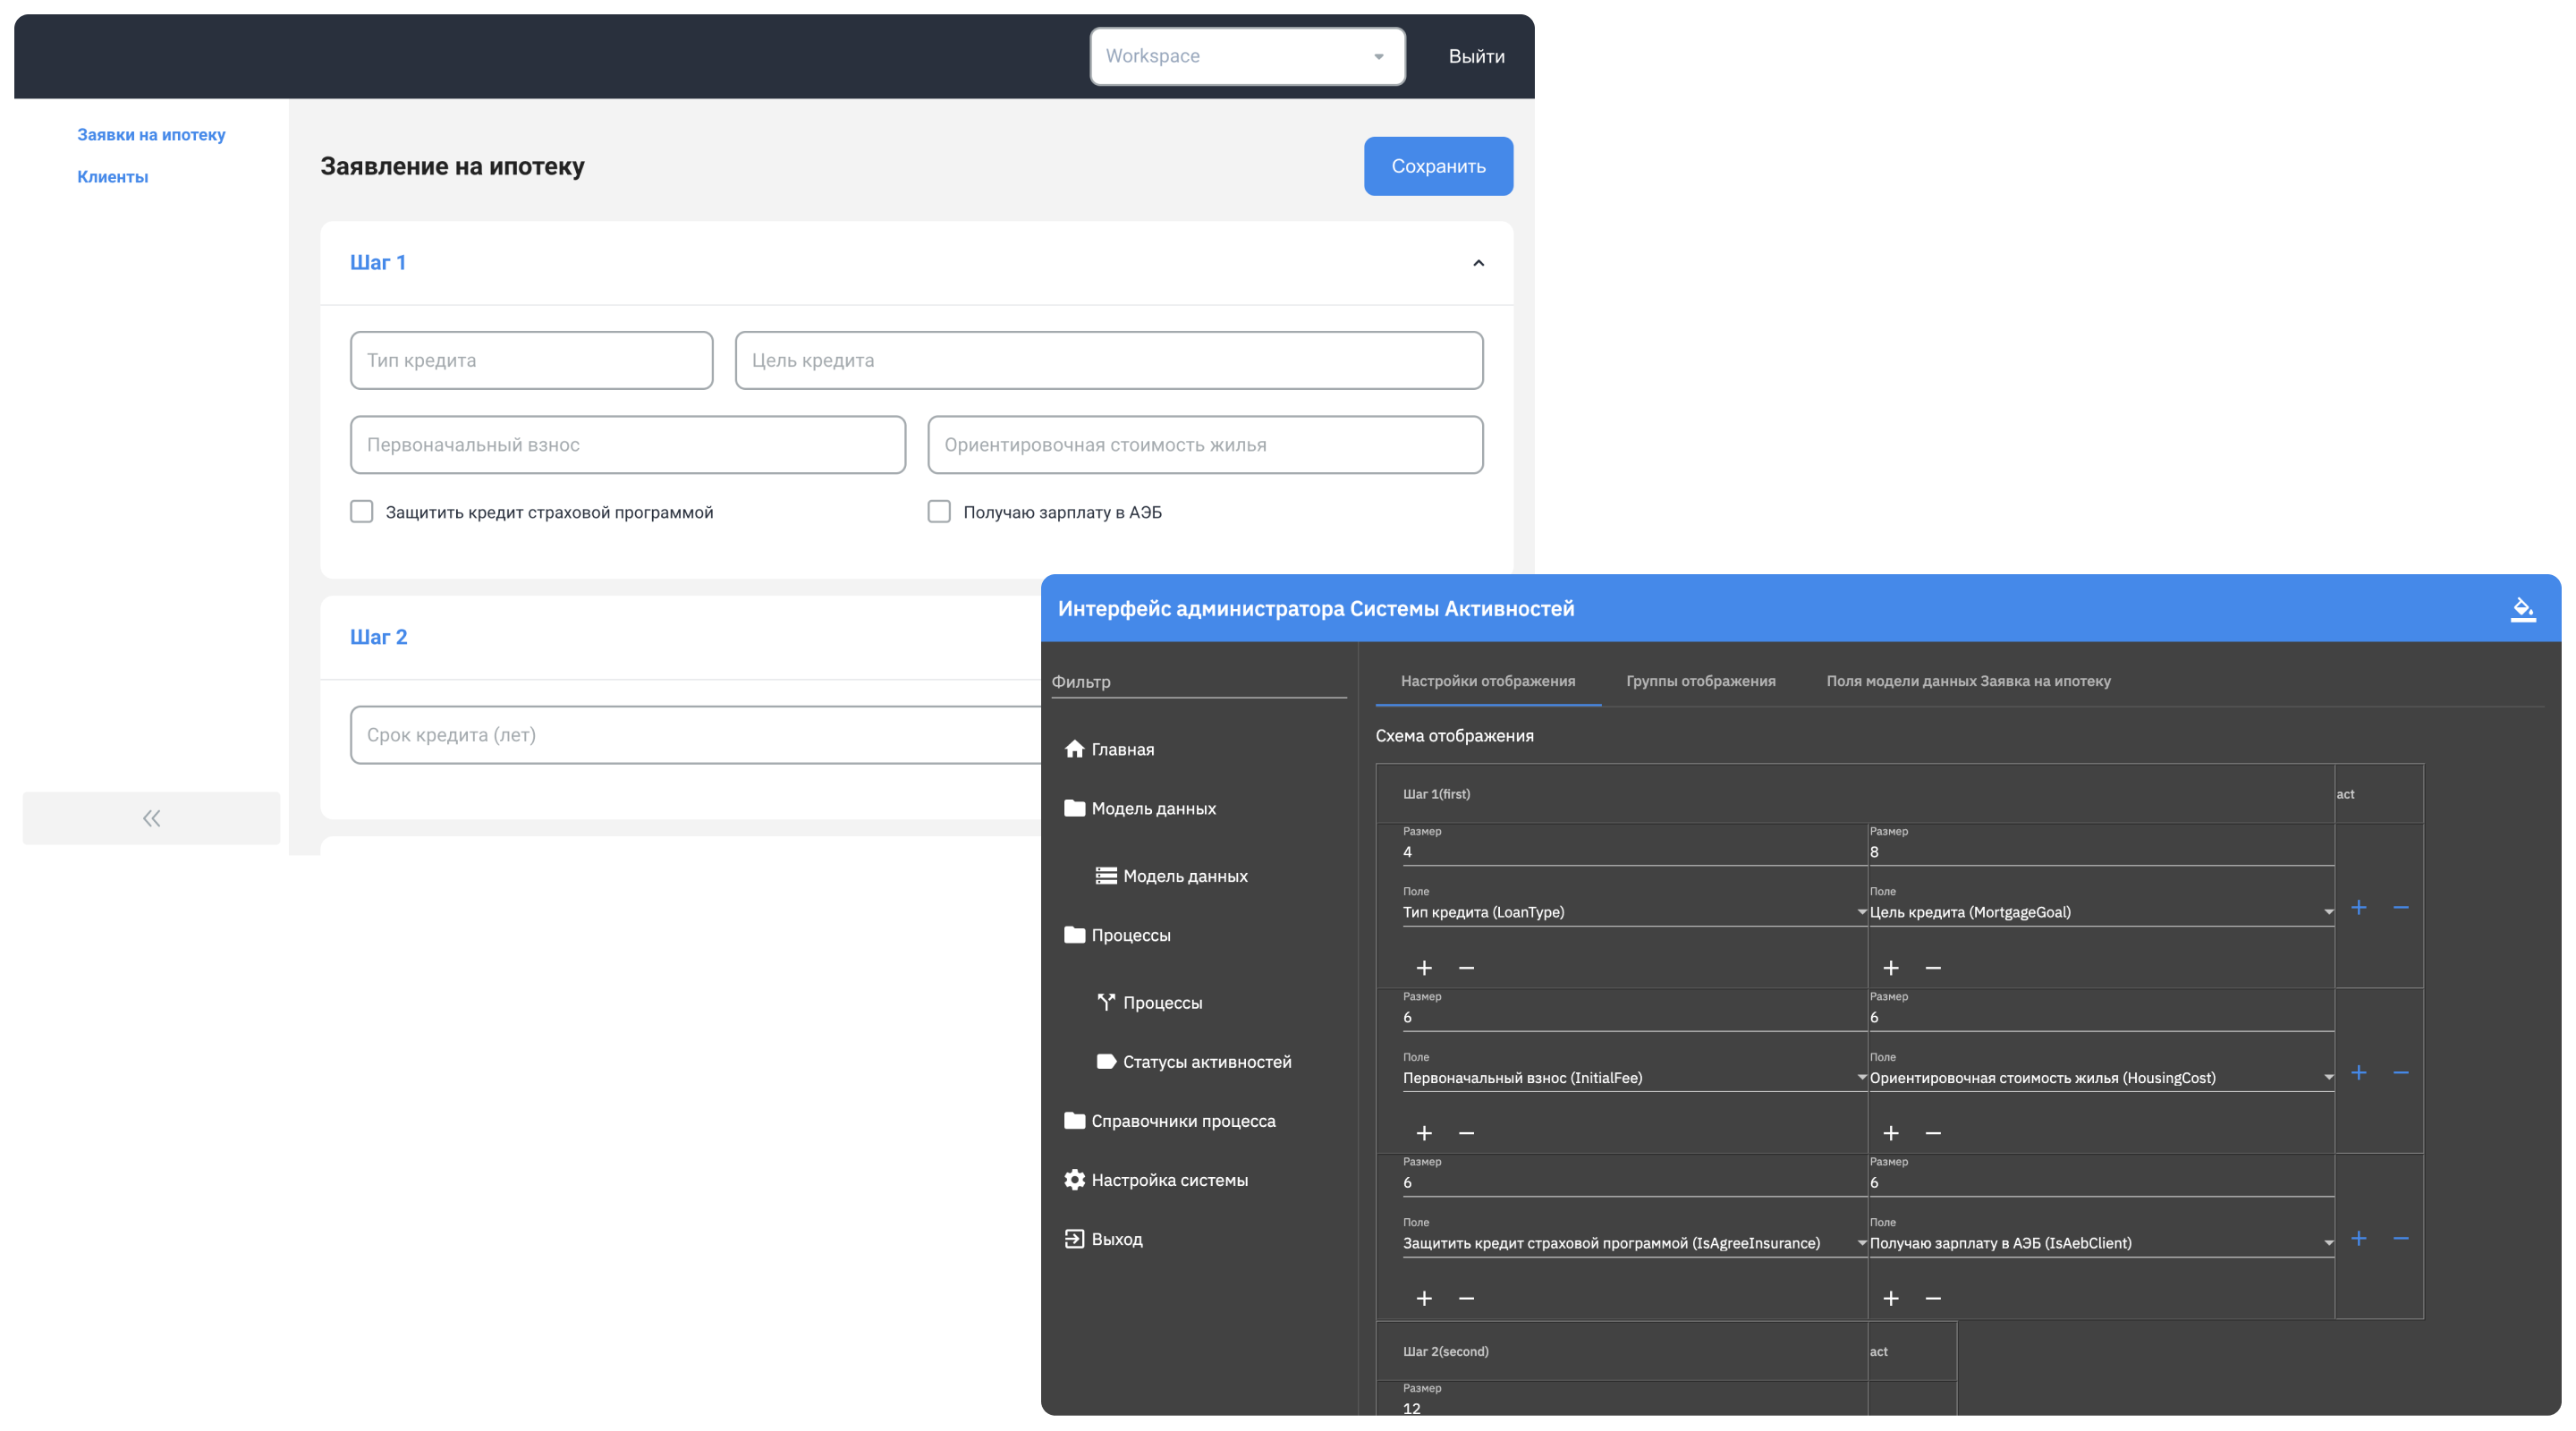 Workspace
Выйти
Заявки на ипотеку
Клиенты
Заявление на ипотеку
Сохранить
Шаг 1
Тип кредита
Цель кредита
Первоначальный взнос
Ориентировочная стоимость жилья
Защитить кредит страховой программой
Получаю зарплату в АЭБ
Шаг 2
Срок кредита (лет)
Интерфейс администратора Системы Активностей
Фильтр
Главная
Модель данных
Модель данных
Процессы
Процессы
Статусы активностей
Справочники процесса
Настройка системы
Выход
Настройки отображения
Группы отображения
Поля модели данных Заявка на ипотеку
Схема отображения
Шаг 1(first)
act
Размер
4
Размер
8
Поле
Тип кредита (LoanType)
Поле
Цель кредита (MortgageGoal)
Размер
6
Размер
6
Поле
Первоначальный взнос (InitialFee)
Поле
Ориентировочная стоимость жилья (HousingCost)
Размер
6
Размер
6
Поле
Защитить кредит страховой программой (IsAgreeInsurance)
Поле
Получаю зарплату в АЭБ (IsAebClient)
Шаг 2(second)
act
Размер
12